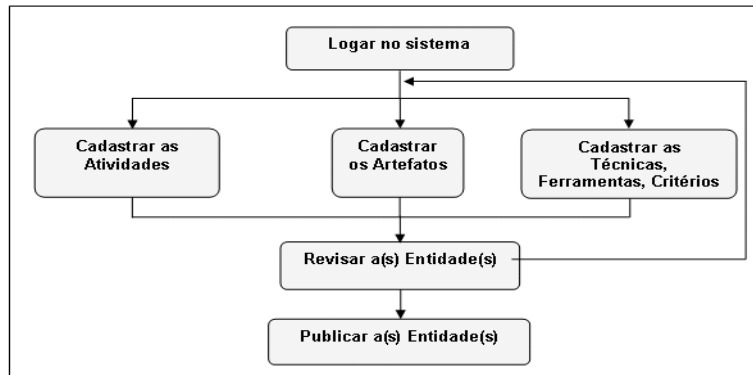 Logar no sistema
Cadastrar as
Atividades
Cadastrar
os Artefatos
Cadastrar as
Técnicas,
Ferramentas, Critérios
Revisar a(s) Entidade(s)
Publicar a(s) Entidade(s)